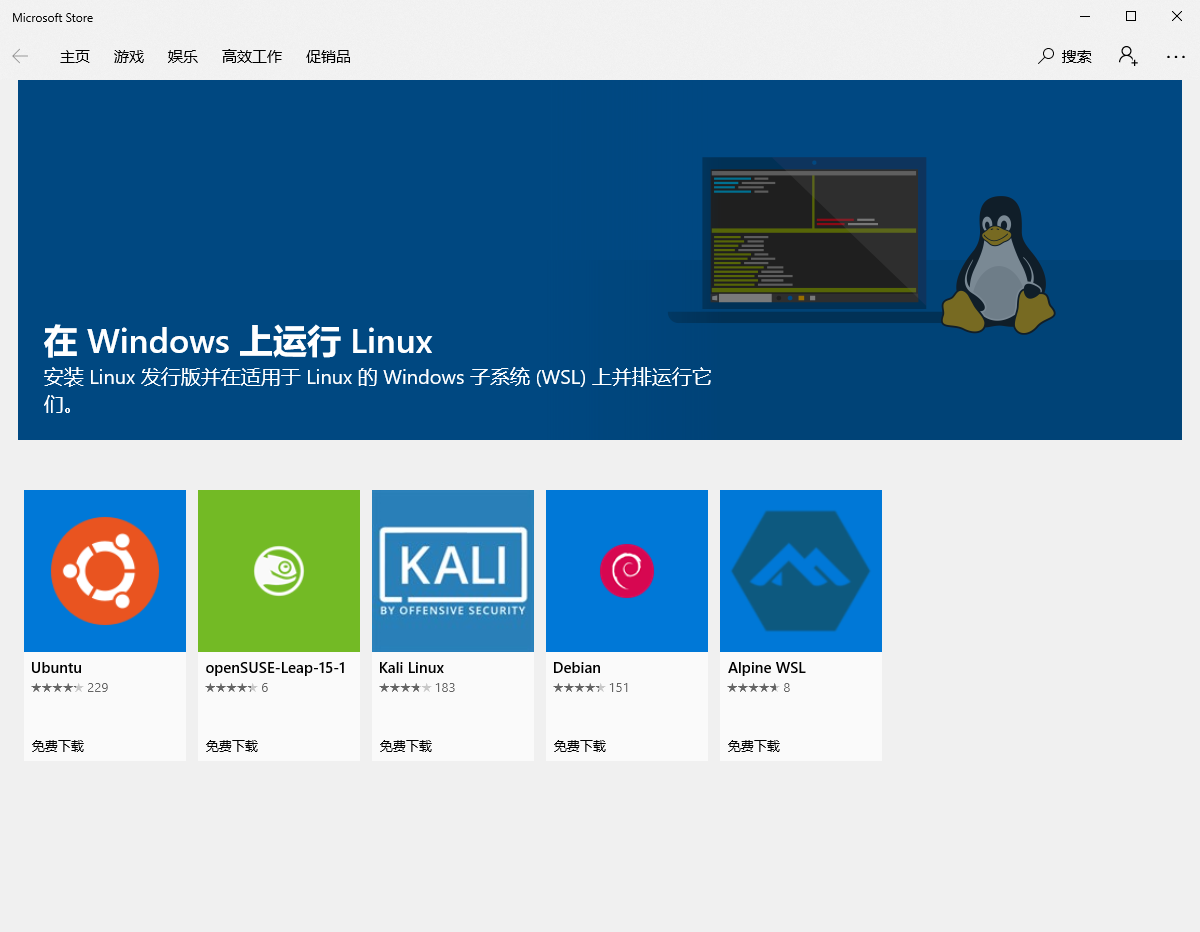 Microsoft Store
主页 游戏 娱乐 高效工作 促销品 搜索
在 Windows 上运行 Linux
安装 Linux 发行版并在适用于 Linux 的 Windows 子系统 (WSL) 上并排运行它
们。
KALI
BY OFFENSIVE SECURITY
Ubuntu
229
免费下载
openSUSE-Leap-15-1
6
免费下载
Kali Linux
183
免费下载
Debian
151
免费下载
Alpine WSL
8
免费下载